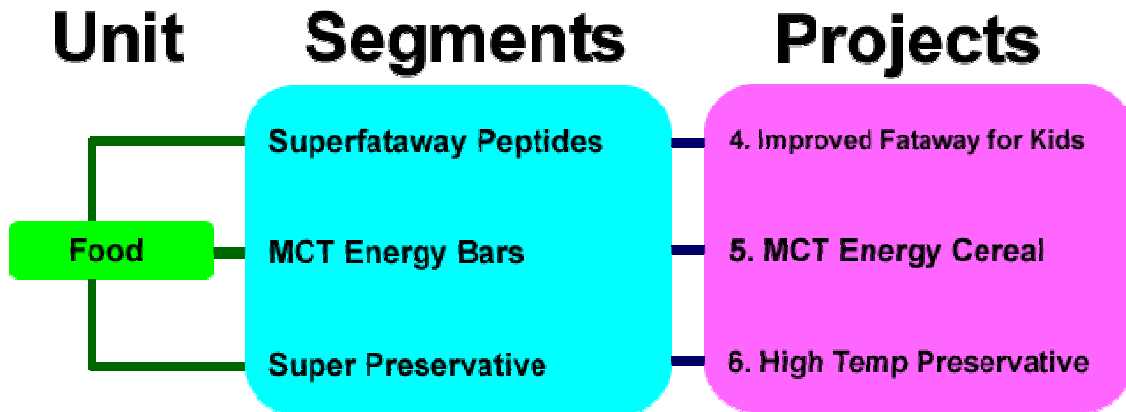 Unit Segments Projects
Superfataway Peptides 4. Improved Fataway for Kids
Food MCT Energy Bars 5. MCT Energy Cereal
Super Preservative 6. High Temp Preservative